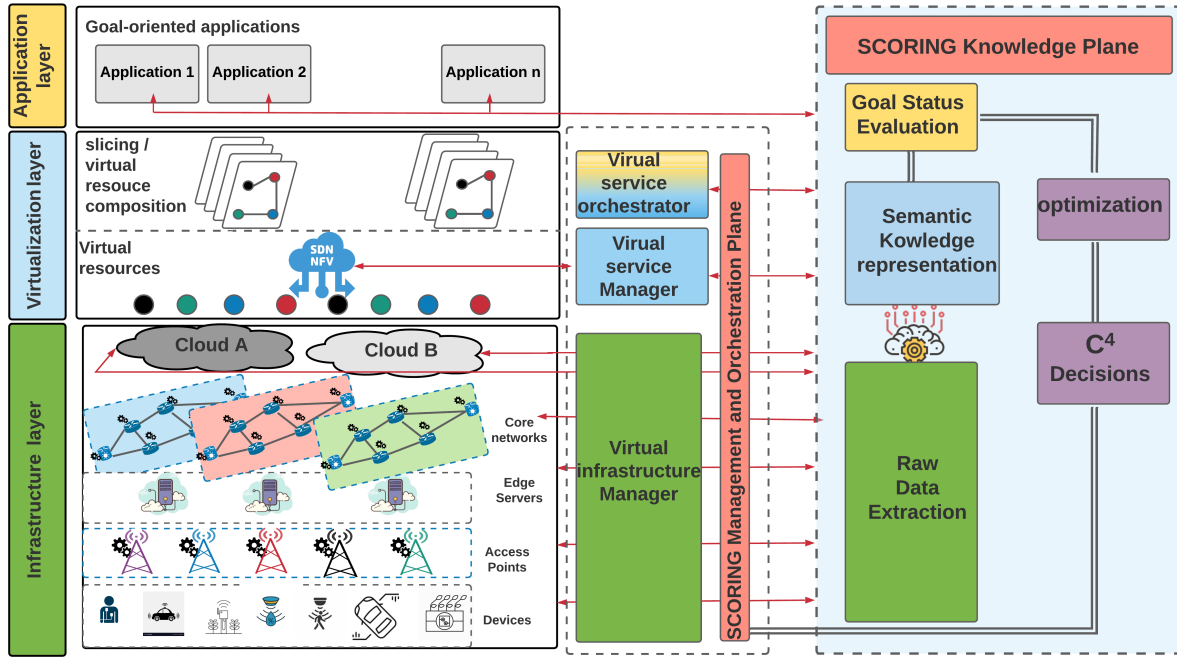 Application
layer
Goal-oriented applications
Application 1
Application 2
Application n
Virtualization layer
slicing /
virtual
resouce
composition
Virtual
resources
SDN
NFV
Infrastructure layer
Cloud A
Cloud B
Core
networks
Edge
Servers
Access
Points
Devices
Virual
service
orchestrator
Virual
service
Manager
Virtual
infrastructure
Manager
SCORING Management and Orchestration Plane
SCORING Knowledge Plane
Goal Status
Evaluation
Semantic
Kowledge
representation
Raw
Data
Extraction
optimization
C⁴
Decisions